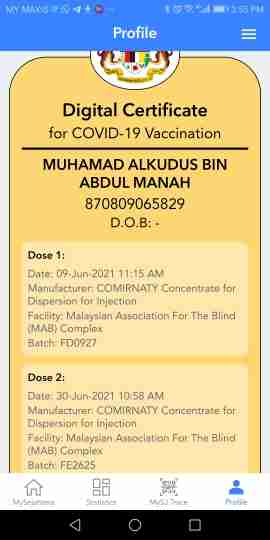 MY MAXIS
3:55 PM
Profile
Digital Certificate
for COVID-19 Vaccination
MUHAMAD ALKUDUS BIN
ABDUL MANAH
870809065829
D.O.B: -
Dose 1:
Date: 09-Jun-2021 11:15 AM
Manufacturer: COMIRNATY Concentrate for
Dispersion for Injection
Facility: Malaysian Association For The Blind
(MAB) Complex
Batch: FD0927
Dose 2:
Date: 30-Jun-2021 10:58 AM
Manufacturer: COMIRNATY Concentrate for
Dispersion for Injection
Facility: Malaysian Association For The Blind
(MAB) Complex
Batch: FE2625
MySejahtera
Statistics
MySJ Trace
Profile